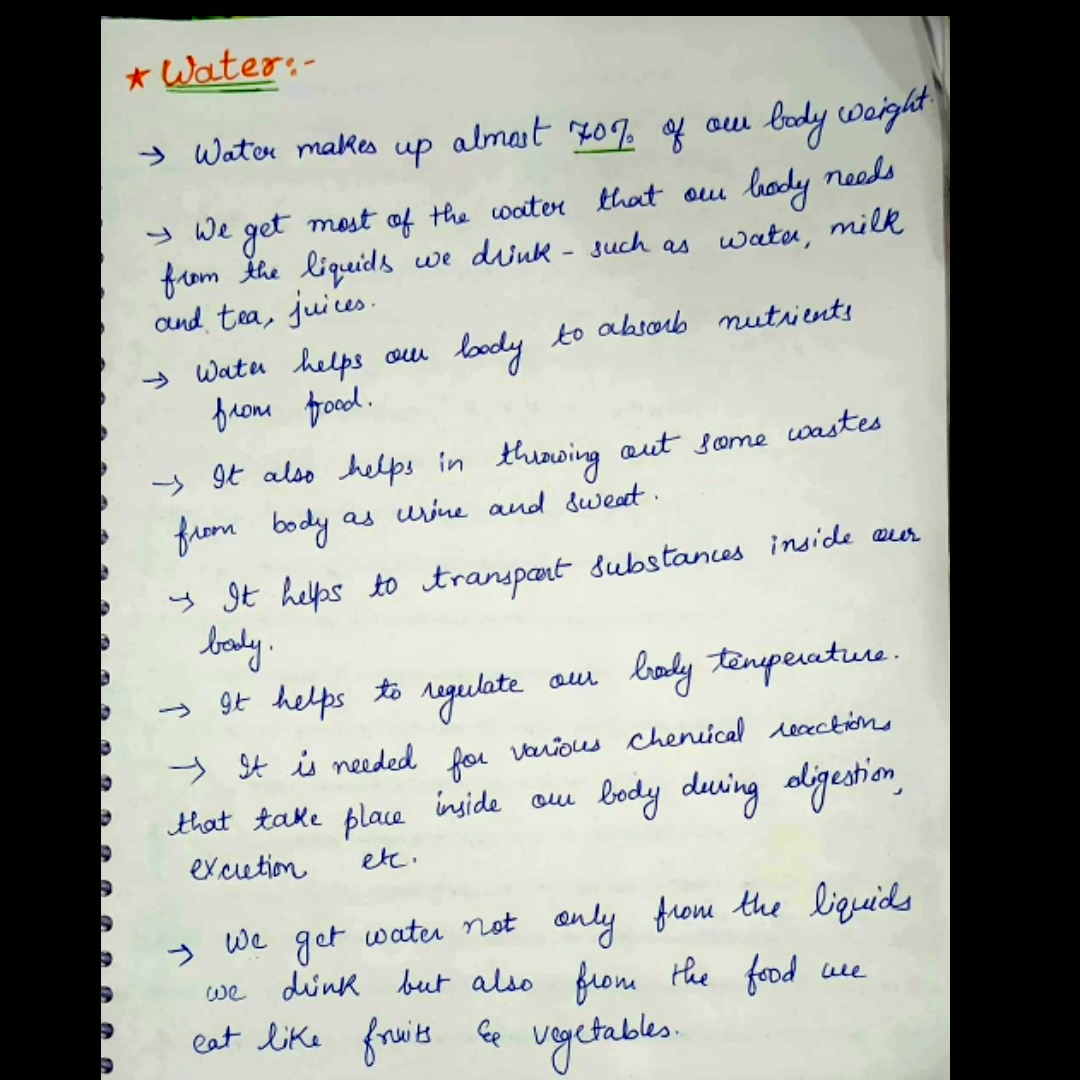 ★ Water:-
→ Water makes up almost 70% of our body weight.
→ We get most of the water that our body needs
from the liquids we drink - such as water, milk
and tea, juices.
→ Water helps our body to absorb nutrients
from food.
→ It also helps in throwing out some wastes
from body as urine and sweat.
→ It helps to transport substances inside our
body.
→ It helps to regulate our body temperature.
→ It is needed for various chemical reactions
that take place inside our body during digestion,
excretion etc.
→ We get water not only from the liquids
we drink but also from the food we
eat like fruits & vegetables.